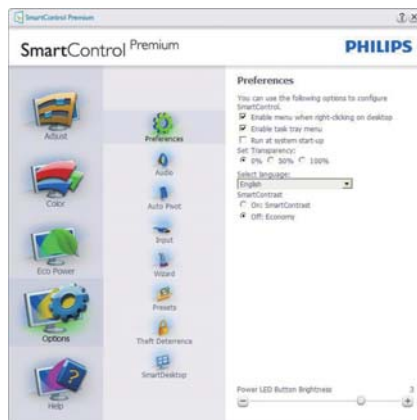 SmartControl Premium
SmartControl Premium
PHILIPS
Adjust
Color
Eco Power
Options
Help
Preferences
Audio
Auto Pivot
Input
Wizard
Presets
Theft Deterrence
SmartDesktop
Preferences
You can use the following options to configure
SmartControl.
Enable menu when right-clicking on desktop
Enable task tray menu
Run at system start-up
Set Transparency:
0% 50% 100%
Select language:
English
SmartContrast
On: SmartContrast
Off: Economy
Power LED Button Brightness 3